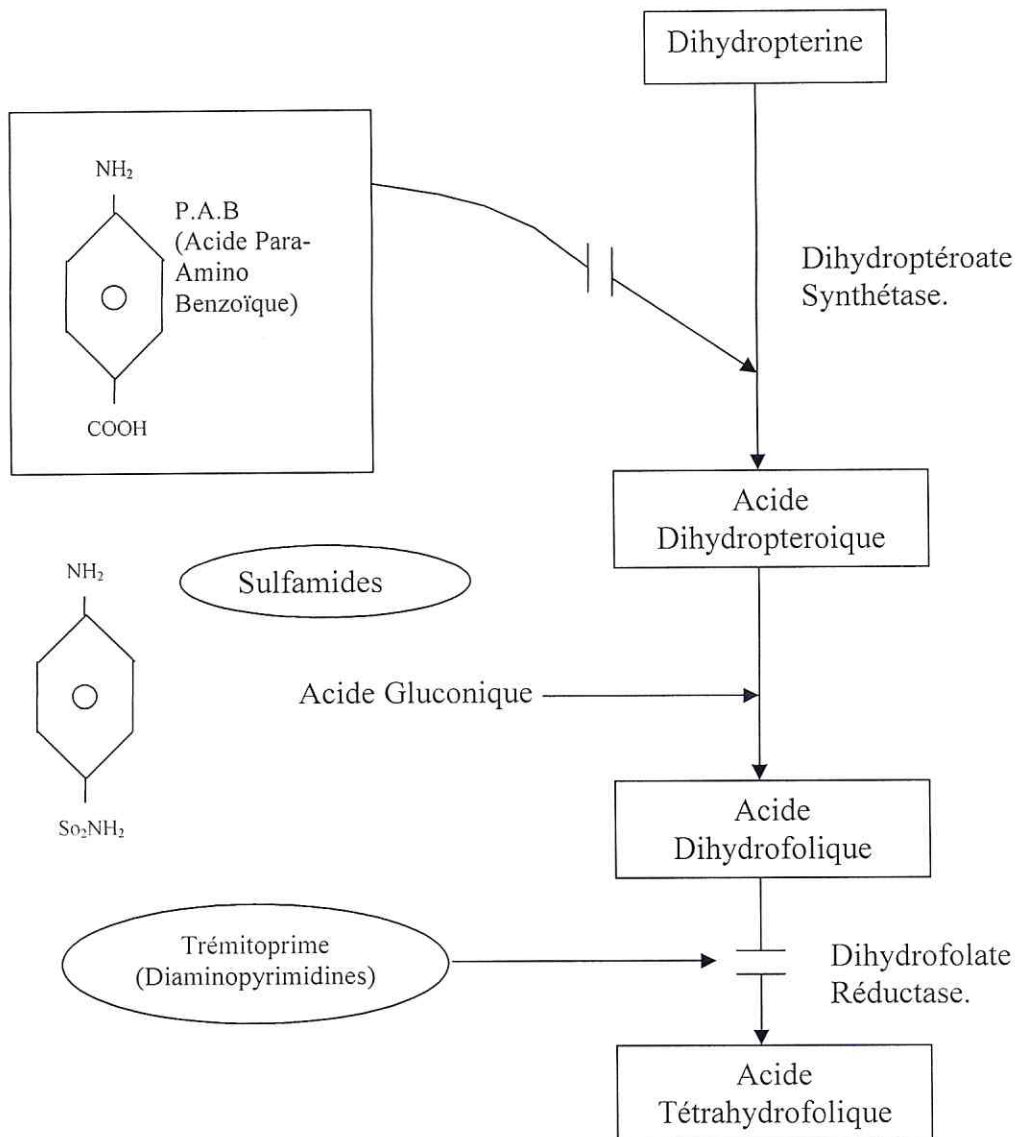 Dihydropterine
NH₂
P.A.B
(Acide Para-
Amino
Benzoïque)
COOH
Dihydroptéroate
Synthétase.
Acide
Dihydropteroique
NH₂
Sulfamides
So₂NH₂
Acide Gluconique
Acide
Dihydrofolique
Trémitoprime
(Diaminopyrimidines)
Dihydrofolate
Réductase.
Acide
Tétrahydrofolique